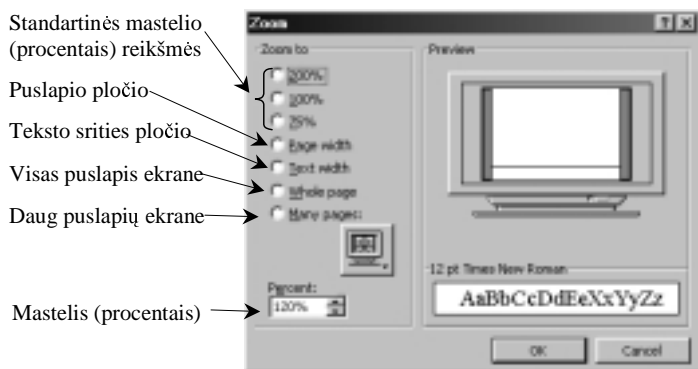 Standartinės mastelio
(procentais) reikšmės
Puslapio pločio
Teksto srities pločio
Visas puslapis ekrane
Daug puslapių ekrane
Mastelis (procentais)
Zoom
Zoom to
200%
100%
75%
Page width
Text width
Whole page
Many pages:
Percent:
120%
Preview
12 pt Times New Roman
AaBbCcDdEeXxYyZz
OK
Cancel